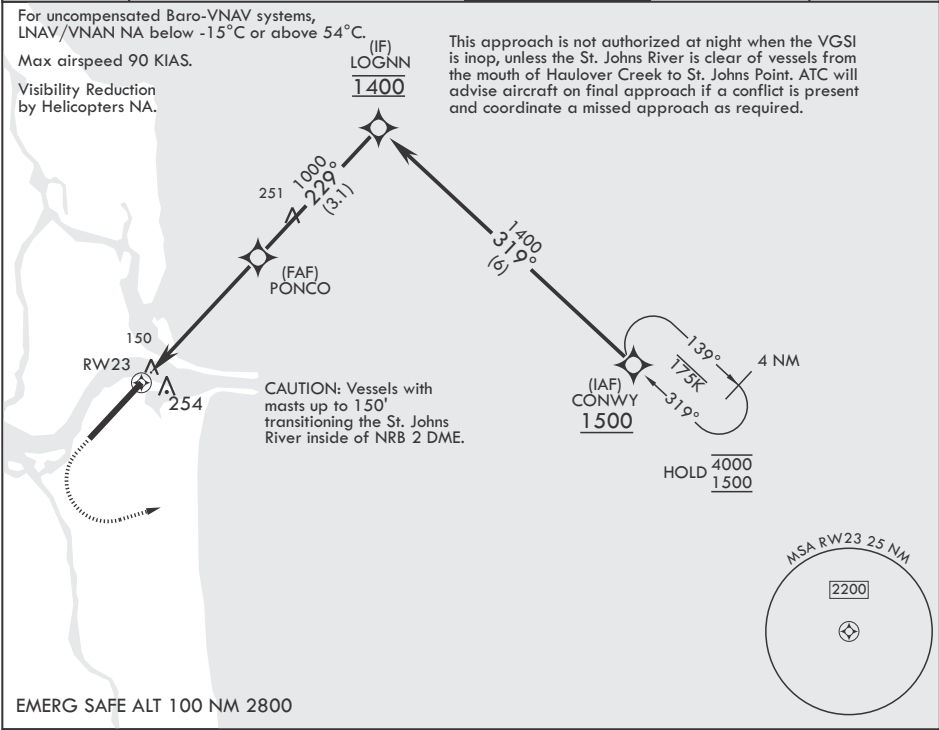 For uncompensated Baro-VNAV systems,
LNAV/VNAN NA below -15°C or above 54°C.
Max airspeed 90 KIAS.
Visibility Reduction
by Helicopters NA.
(IF)
LOGNN
1400
This approach is not authorized at night when the VGSI
is inop, unless the St. Johns River is clear of vessels from
the mouth of Haulover Creek to St. Johns Point. ATC will
advise aircraft on final approach if a conflict is present
and coordinate a missed approach as required.
251
1000
229°
(3.1)
1400
319°
(6)
(FAF)
PONCO
150
RW23
254
CAUTION: Vessels with
masts up to 150'
transitioning the St. Johns
River inside of NRB 2 DME.
(IAF)
CONWY
1500
139°
175K
319°
4 NM
HOLD 4000
1500
MSA RW23 25 NM
2200
EMERG SAFE ALT 100 NM 2800